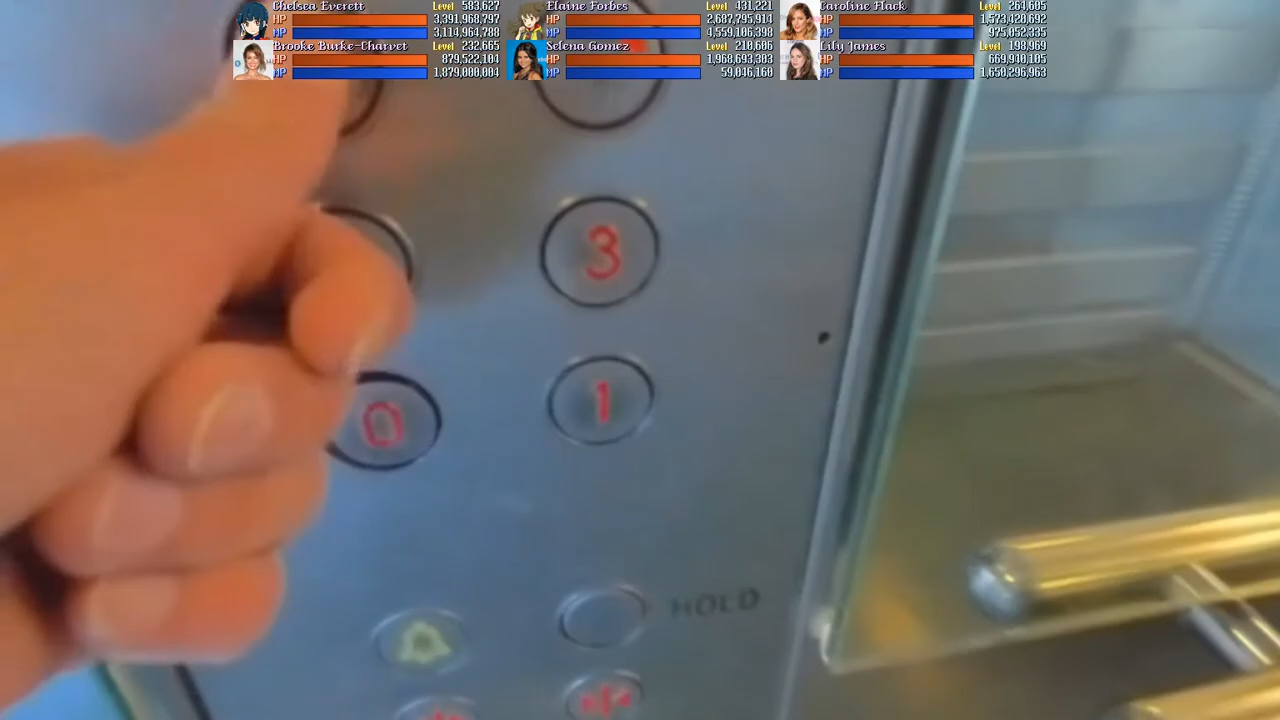 Chelsea Everett Level 583,627
HP 3,391,968,797
MP 3,114,964,788
Elaine Forbes Level 431,221
HP 2,687,795,914
MP 4,559,106,398
Caroline Flack Level 264,605
HP 1,573,420,692
MP 975,052,335
Brooke Burke-Charvet Level 232,665
HP 879,522,104
MP 1,879,000,004
Selena Gomez Level 210,686
HP 1,968,693,303
MP 59,046,160
Lily James Level 198,969
HP 669,940,105
MP 1,650,296,963
3
0
1
HOLD